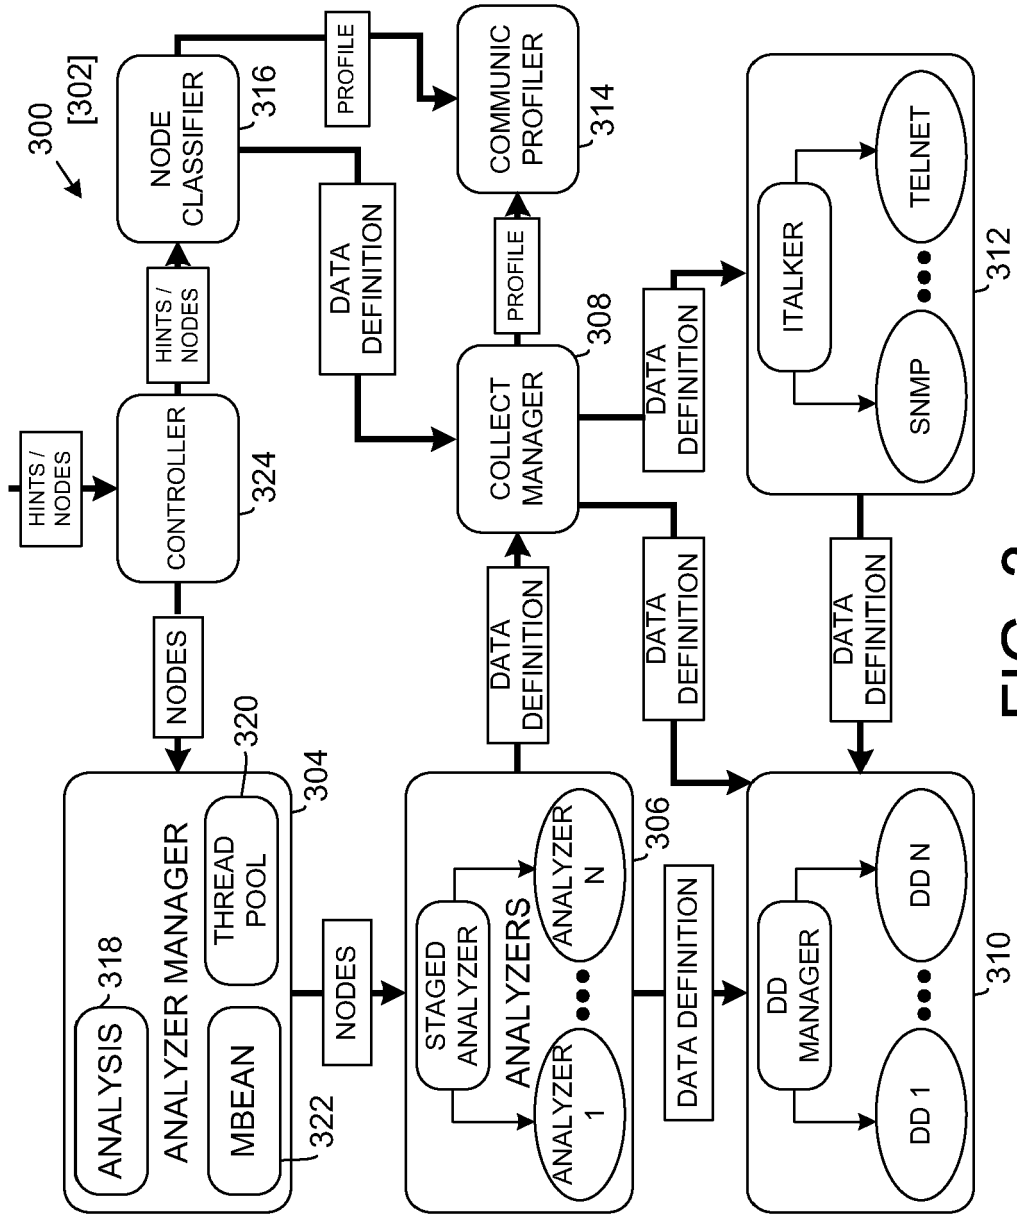 HINTS /
NODES
300
[302]
ANALYSIS
318
ANALYZER MANAGER
MBEAN
322
THREAD
POOL
320
304
NODES
CONTROLLER
324
HINTS /
NODES
NODE
CLASSIFIER
316
NODES
DATA
DEFINITION
PROFILE
STAGED
ANALYZER
ANALYZERS
ANALYZER
1
ANALYZER
N
306
DATA
DEFINITION
COLLECT
MANAGER
308
PROFILE
COMMUNIC
PROFILER
314
DATA DEFINITION
DATA
DEFINITION
DATA
DEFINITION
DD
MANAGER
DD 1
DD N
310
DATA
DEFINITION
ITALKER
SNMP
TELNET
312